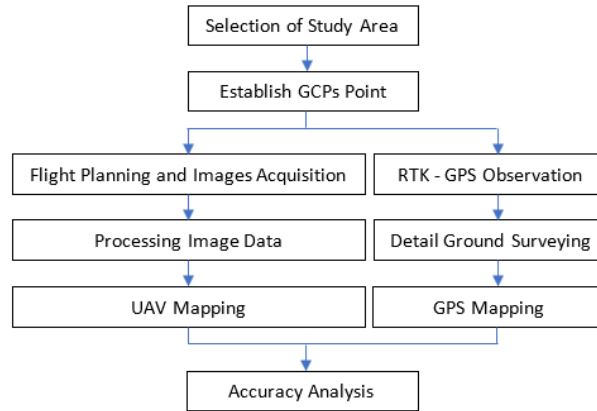 Selection of Study Area
Establish GCPs Point
Flight Planning and Images Acquisition
RTK - GPS Observation
Processing Image Data
Detail Ground Surveying
UAV Mapping
GPS Mapping
Accuracy Analysis